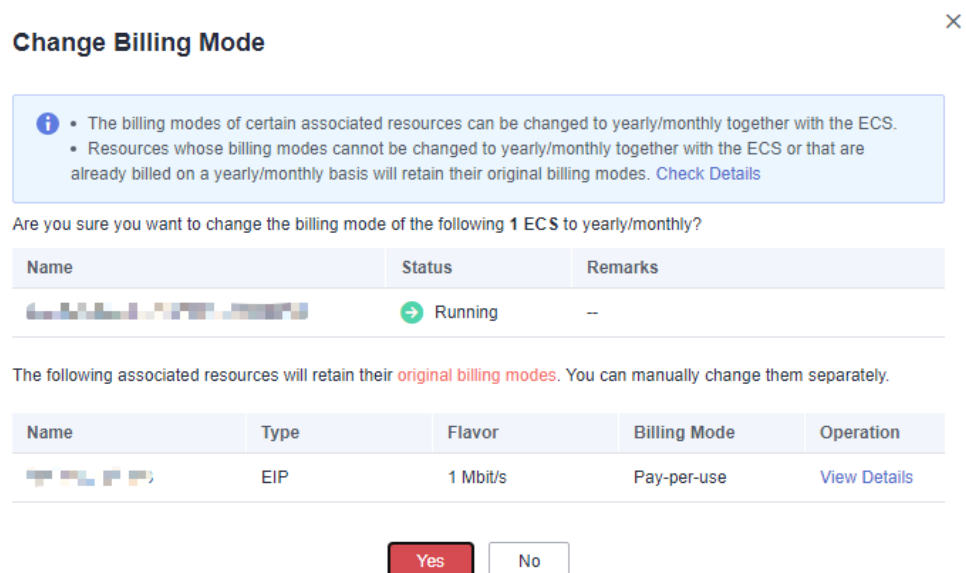 Change Billing Mode
• The billing modes of certain associated resources can be changed to yearly/monthly together with the ECS.
• Resources whose billing modes cannot be changed to yearly/monthly together with the ECS or that are
already billed on a yearly/monthly basis will retain their original billing modes. Check Details
Are you sure you want to change the billing mode of the following 1 ECS to yearly/monthly?
Name Status Remarks
Running --
The following associated resources will retain their original billing modes. You can manually change them separately.
Name Type Flavor Billing Mode Operation
EIP 1 Mbit/s Pay-per-use View Details
Yes No